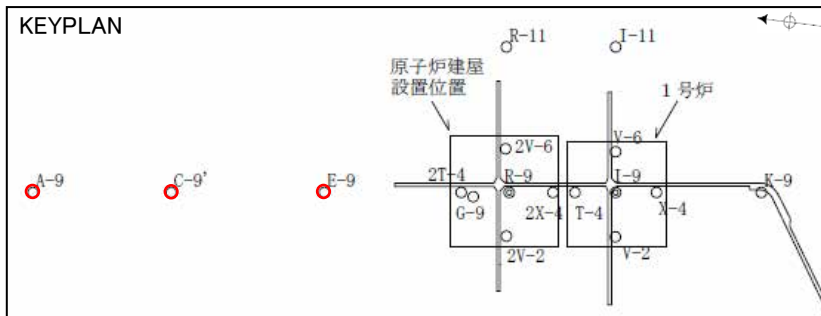 KEYPLAN
R-11
I-11
原子炉建屋
設置位置
1号炉
2V-6
V-6
A-9
C-9'
E-9
2T-4
R-9
I-9
K-9
G-9
2X-4
T-4
X-4
2V-2
V-2